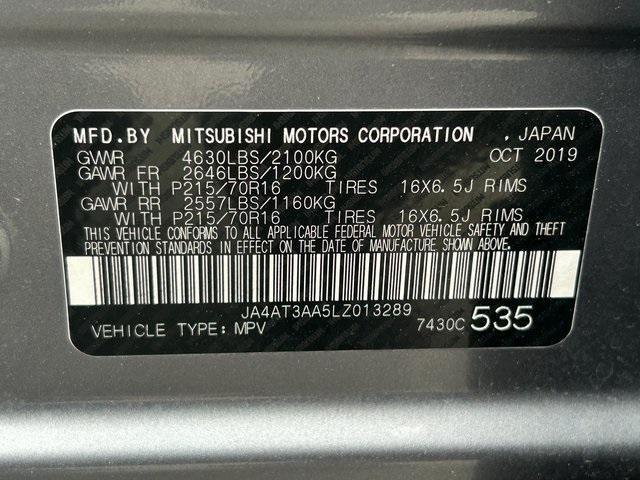 MFD.BY MITSUBISHI MOTORS CORPORATION , JAPAN
GVWR 4630LBS/2100KG OCT 2019
GAWR FR 2646LBS/1200KG
WITH P215/70R16 TIRES 16X6.5J RIMS
GAWR RR 2557LBS/1160KG
WITH P215/70R16 TIRES 16X6.5J RIMS
THIS VEHICLE CONFORMS TO ALL APPLICABLE FEDERAL MOTOR VEHICLE SAFETY AND THEFT
PREVENTION STANDARDS IN EFFECT ON THE DATE OF MANUFACTURE SHOWN ABOVE.
JA4AT3AA5LZ013289
VEHICLE TYPE:MPV 7430C 535